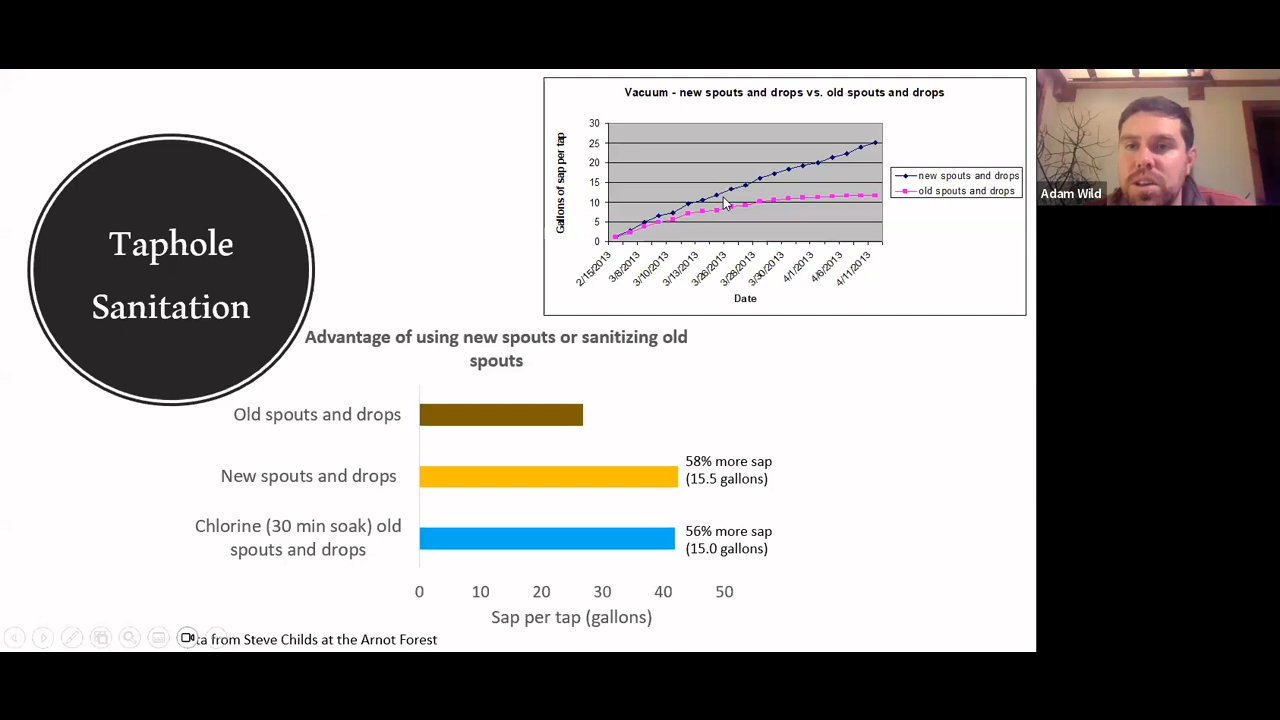 Vacuum - new spouts and drops vs. old spouts and drops
Gallons of sap per tap
30
25
20
15
10
5
0
2/15/2013
3/8/2013
3/10/2013
3/13/2013
3/26/2013
3/28/2013
3/30/2013
4/1/2013
4/6/2013
4/11/2013
Date
new spouts and drops
old spouts and drops
Adam Wild
Taphole
Sanitation
Advantage of using new spouts or sanitizing old
spouts
Old spouts and drops
New spouts and drops
58% more sap
(15.5 gallons)
Chlorine (30 min soak) old
spouts and drops
56% more sap
(15.0 gallons)
0 10 20 30 40 50
Sap per tap (gallons)
from Steve Childs at the Arnot Forest